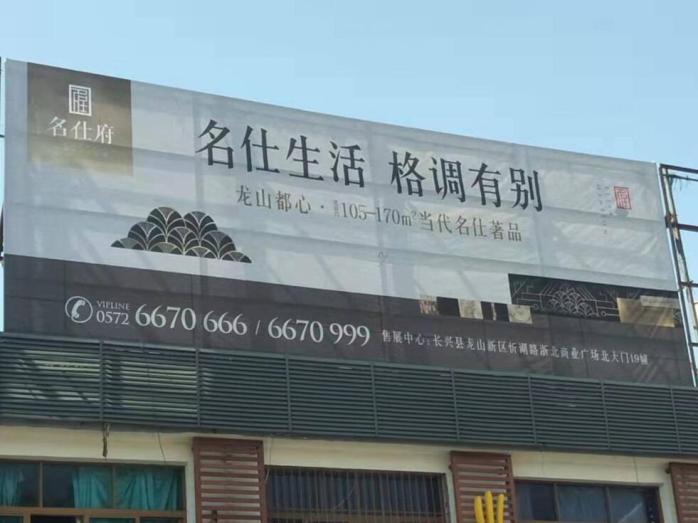 名仕府
名仕生活 格调有别
龙山都心·105-170m²当代名仕著品
VIPLINE
0572 6670 666 / 6670 999
售展中心:长兴县龙山新区忻湖路浙北商业广场北大门19幢